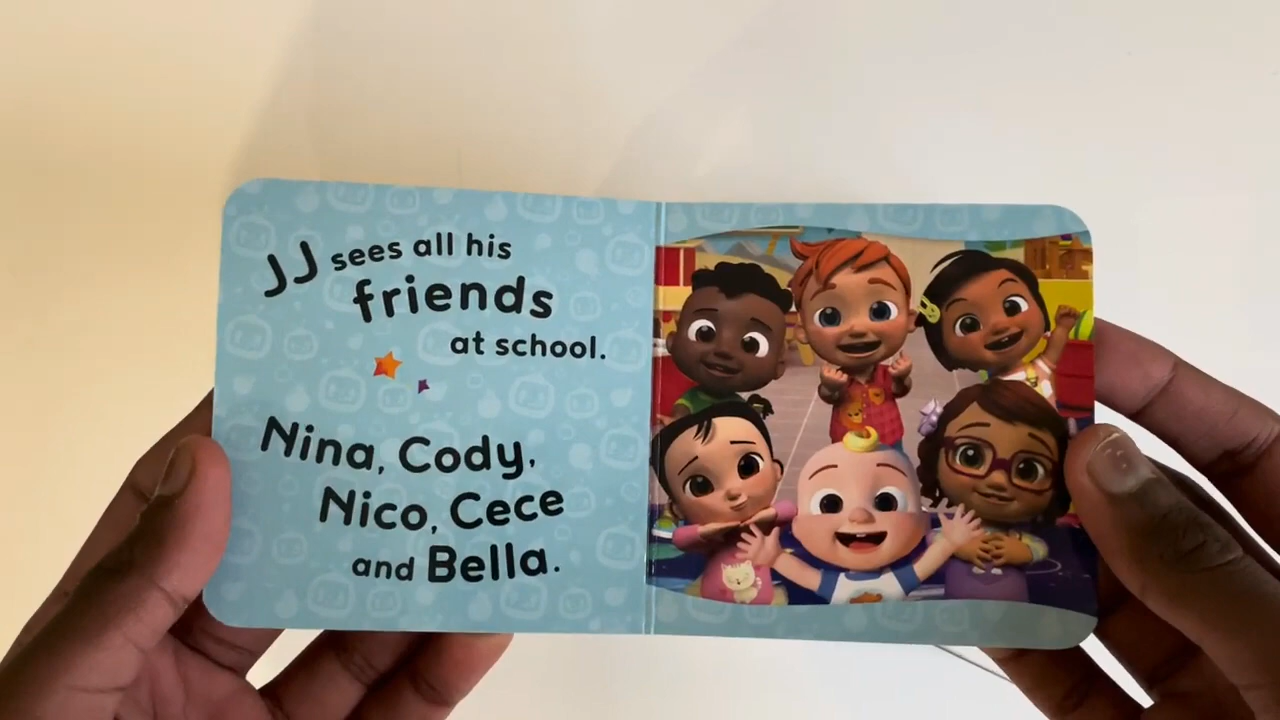 JJ sees all his
friends
at school.
Nina, Cody,
Nico, Cece
and Bella.